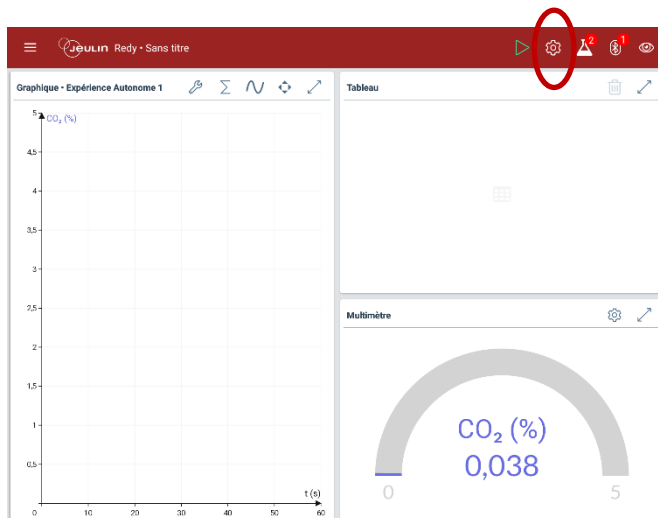 Jeulin Redy • Sans titre
2
1
Graphique • Expérience Autonome 1
CO₂ (%)
5
4,5
4
3,5
3
2,5
2
1,5
1
0,5
t (s)
0 10 20 30 40 50 60
Tableau
Multimètre
CO₂ (%)
0,038
0 5